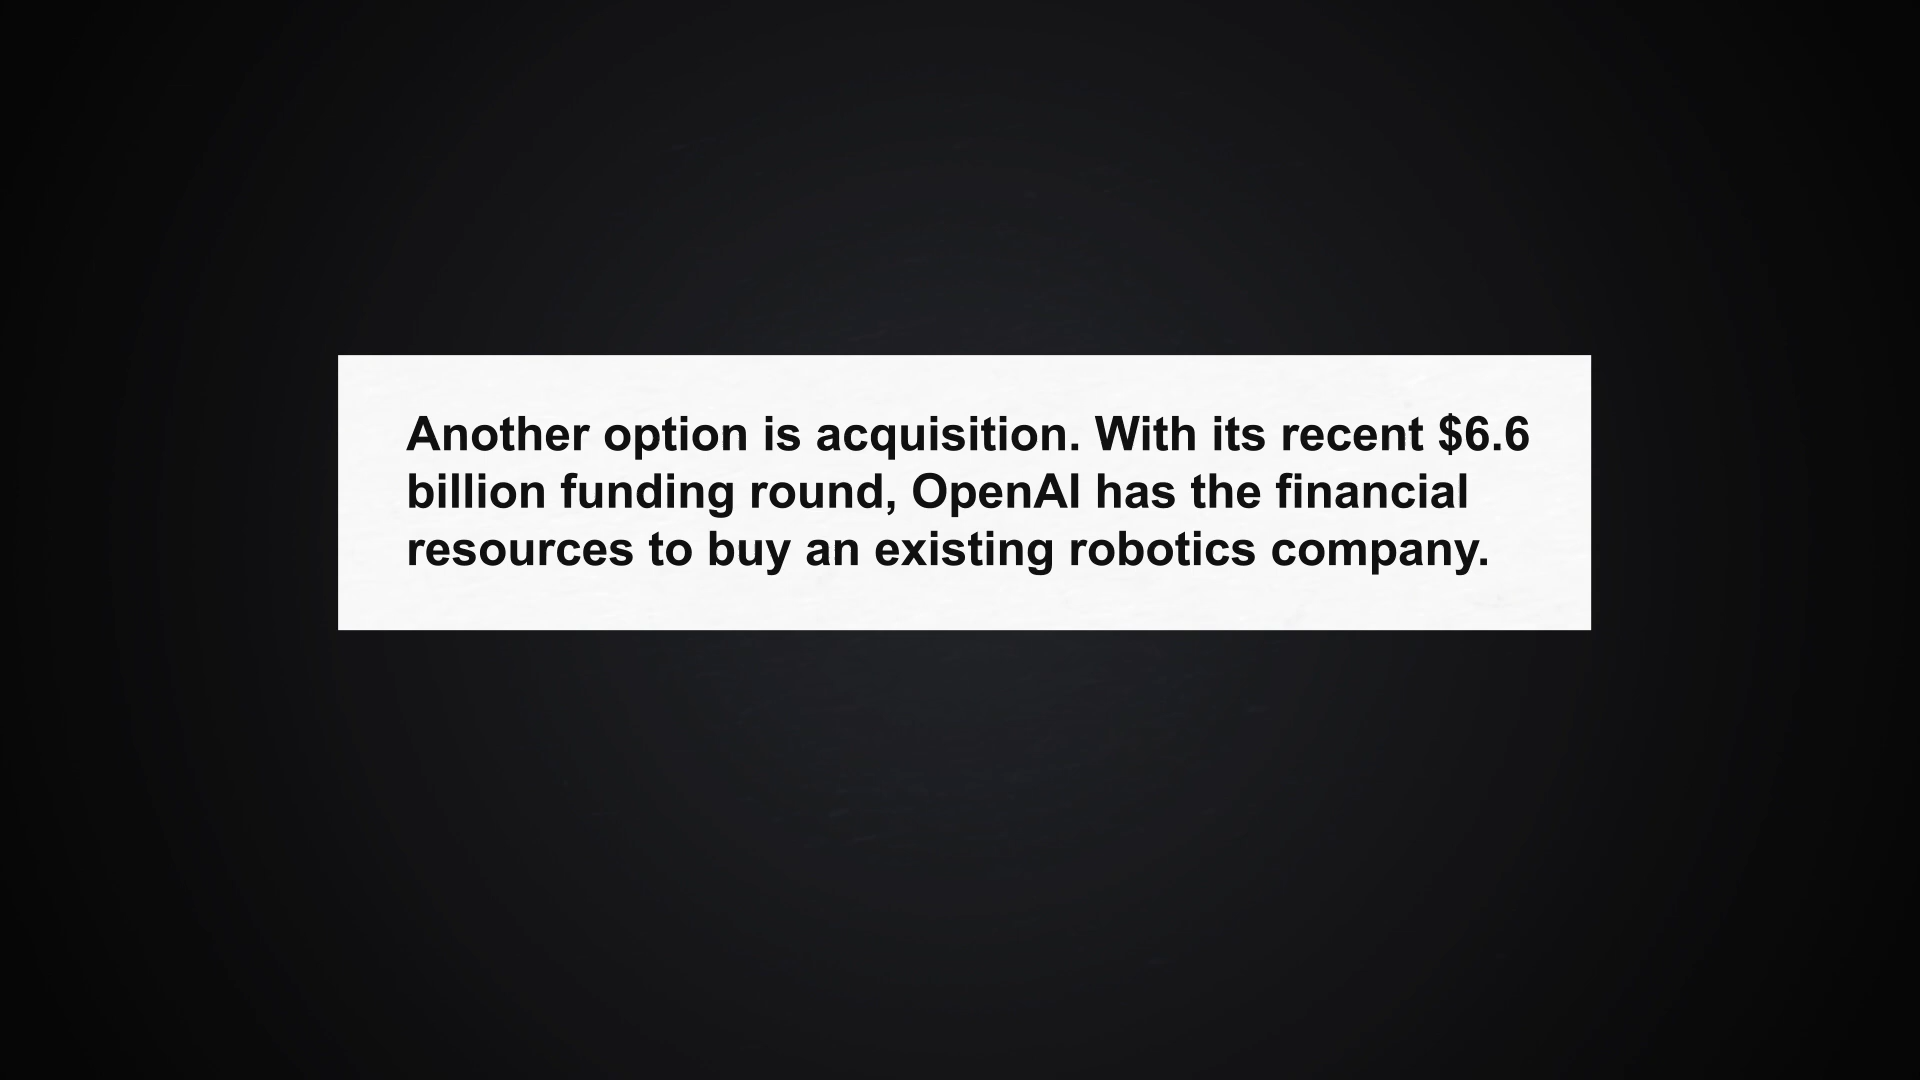 Another option is acquisition. With its recent $6.6
billion funding round, OpenAI has the financial
resources to buy an existing robotics company.